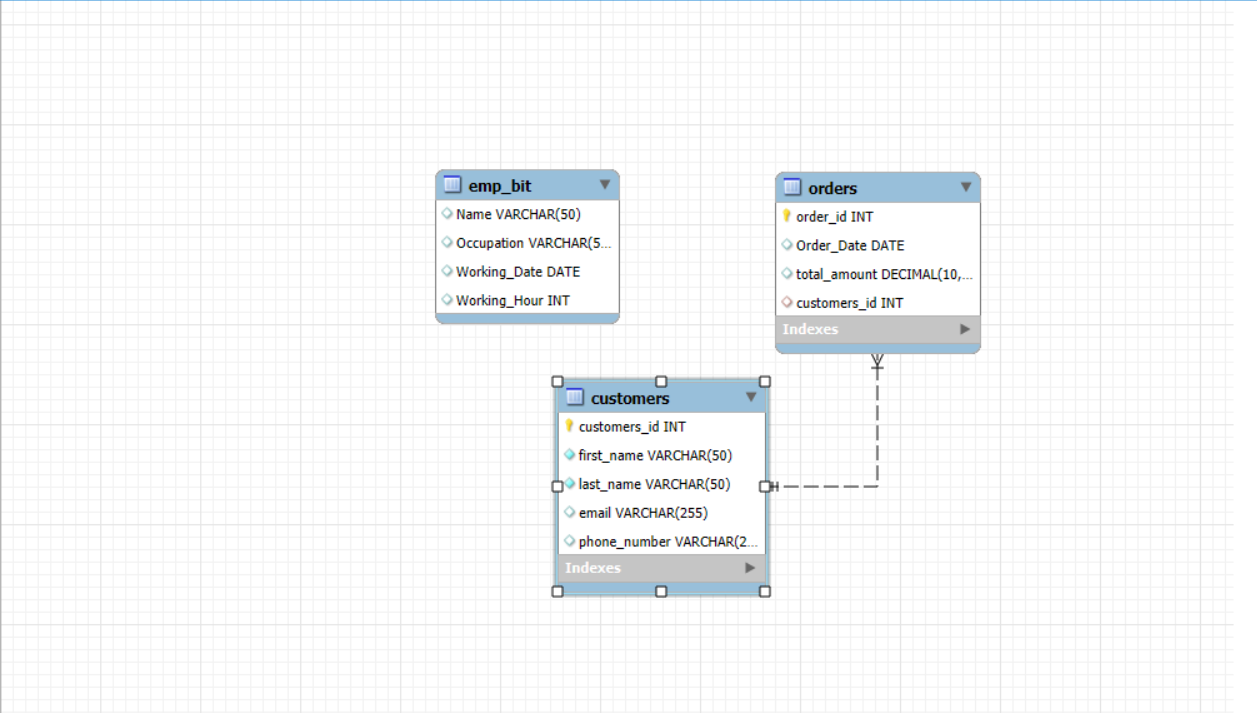 emp_bit
Name VARCHAR(50)
Occupation VARCHAR(5...
Working_Date DATE
Working_Hour INT
orders
order_id INT
Order_Date DATE
total_amount DECIMAL(10,...
customers_id INT
Indexes
customers
customers_id INT
first_name VARCHAR(50)
last_name VARCHAR(50)
email VARCHAR(255)
phone_number VARCHAR(2...
Indexes